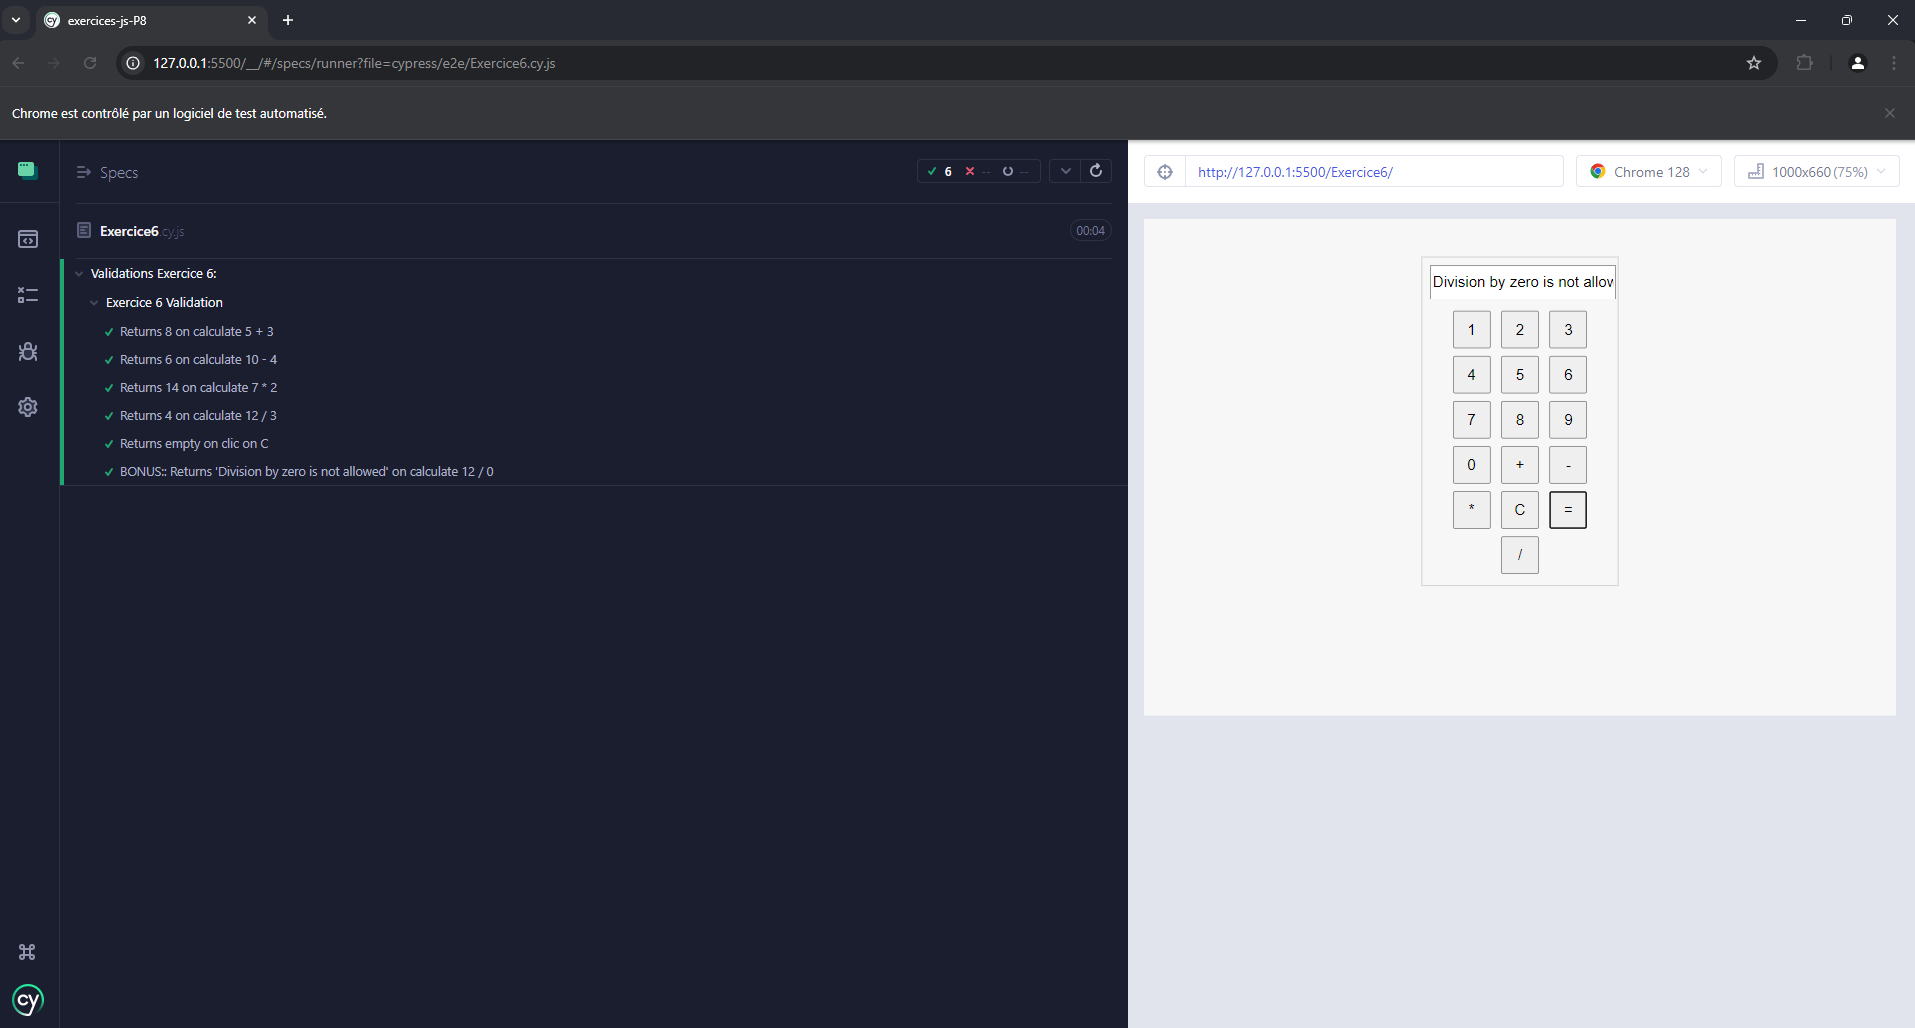 exercices-js-P8
127.0.0.1:5500/__/#/specs/runner?file=cypress/e2e/Exercice6.cy.js
Chrome est contrôlé par un logiciel de test automatisé.
Specs
6 -- --
Exercice6.cy.js
00:04
Validations Exercice 6:
Exercice 6 Validation
Returns 8 on calculate 5 + 3
Returns 6 on calculate 10 - 4
Returns 14 on calculate 7 * 2
Returns 4 on calculate 12 / 3
Returns empty on clic on C
BONUS:: Returns 'Division by zero is not allowed' on calculate 12 / 0
cy
http://127.0.0.1:5500/Exercice6/
Chrome 128
1000x660 (75%)
Division by zero is not allow
1 2 3
4 5 6
7 8 9
0 + -
* C =
/